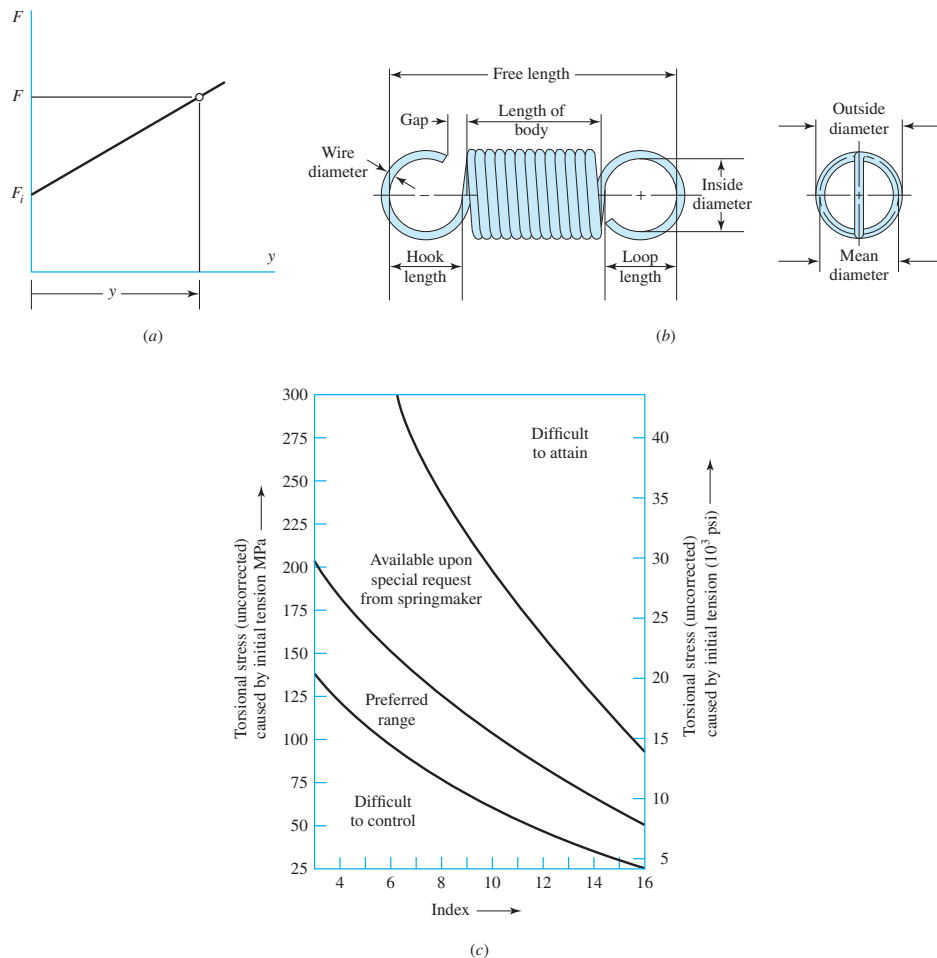 F
F
F_i
y
y
(a)
Free length
Gap
Length of
body
Wire
diameter
Inside
diameter
Hook
length
Loop
length
Outside
diameter
Mean
diameter
(b)
300
275
250
225
200
175
150
125
100
75
50
25
Torsional stress (uncorrected)
caused by initial tension MPa
Difficult
to attain
Available upon
special request
from springmaker
Preferred
range
Difficult
to control
40
35
30
25
20
15
10
5
Torsional stress (uncorrected)
caused by initial tension (10³ psi)
4 6 8 10 12 14 16
Index
(c)